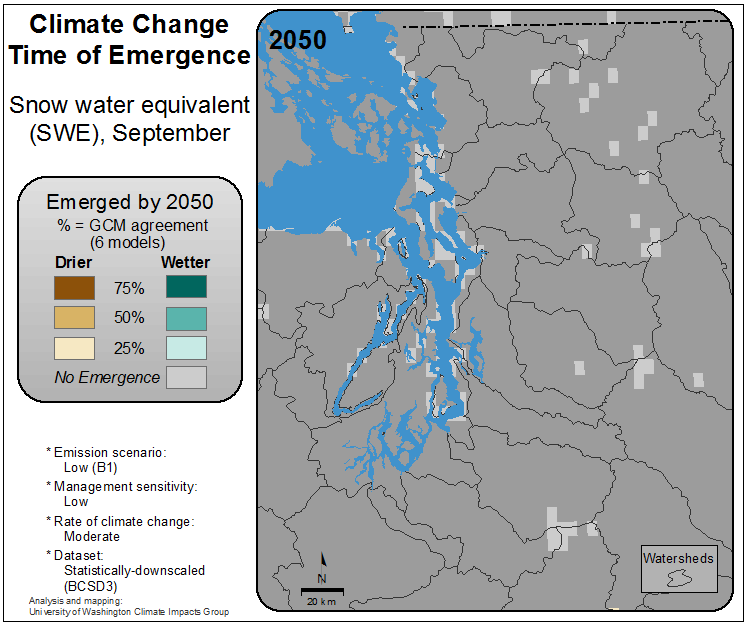 Climate Change
Time of Emergence
Snow water equivalent
(SWE), September
Emerged by 2050
% = GCM agreement
(6 models)
Drier Wetter
75%
50%
25%
No Emergence
* Emission scenario:
Low (B1)
* Management sensitivity:
Low
* Rate of climate change:
Moderate
* Dataset:
Statistically-downscaled
(BCSD3)
Analysis and mapping:
University of Washington Climate Impacts Group
2050
N
20 km
Watersheds